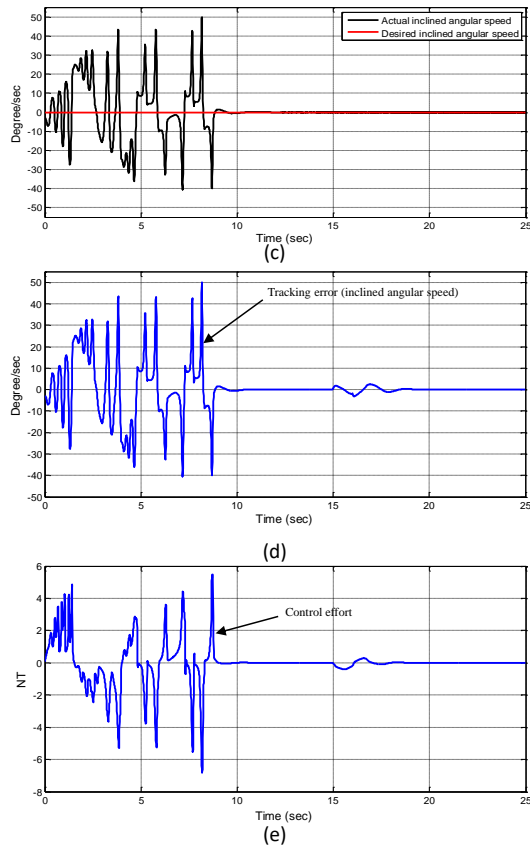 50
40
30
20
10
0
-10
-20
-30
-40
-50
Degree/sec
Actual inclined angular speed
Desired inclined angular speed
0 5 10 15 20 25
Time (sec)
(c)
50
40
30
20
10
0
-10
-20
-30
-40
-50
Degree/sec
Tracking error (inclined angular speed)
0 5 10 15 20 25
Time (sec)
(d)
6
4
2
0
-2
-4
-6
-8
NT
Control effort
0 5 10 15 20 25
Time (sec)
(e)